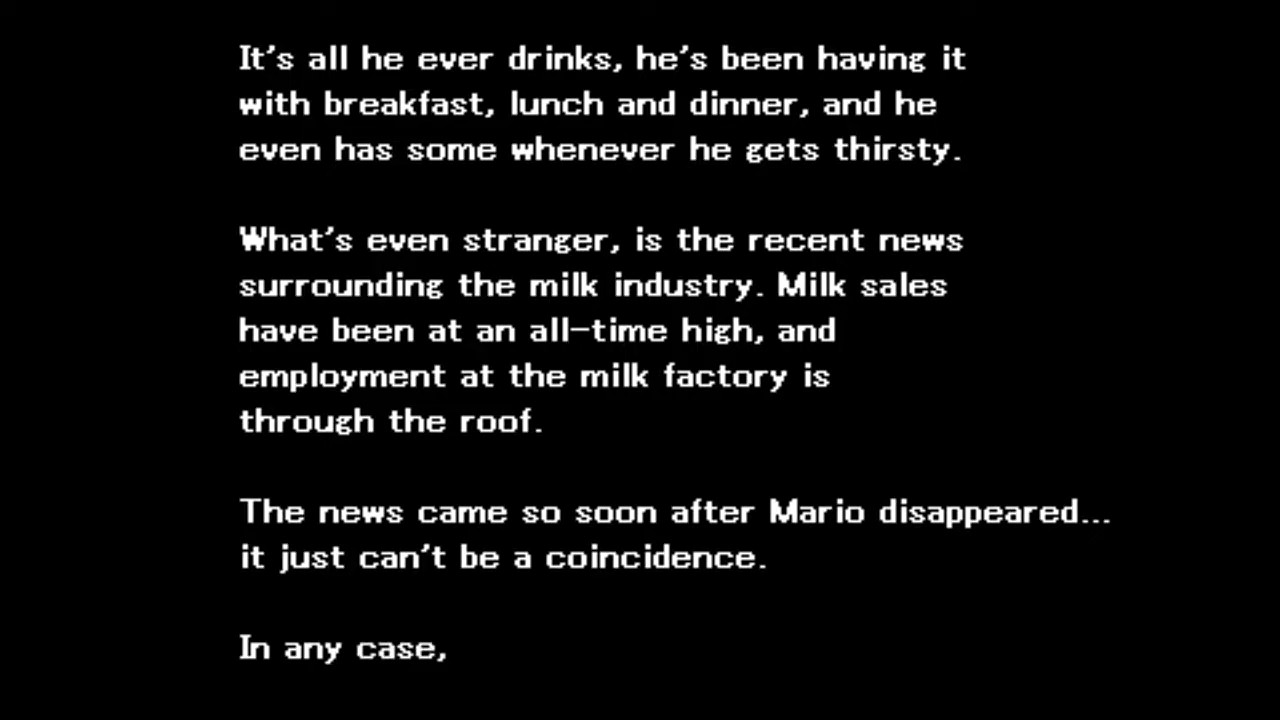 It's all he ever drinks, he's been having it
with breakfast, lunch and dinner, and he
even has some whenever he gets thirsty.
What's even stranger, is the recent news
surrounding the milk industry. Milk sales
have been at an all-time high, and
employment at the milk factory is
through the roof.
The news came so soon after Mario disappeared...
it just can't be a coincidence.
In any case,